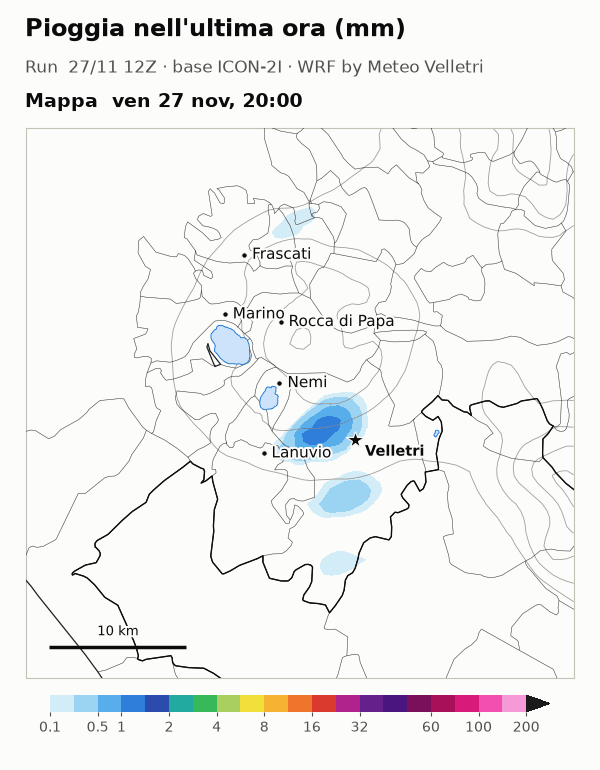 Pioggia nell'ultima ora (mm)
Run  27/11 12Z · base ICON-2I · WRF by Meteo Velletri
Mappa  ven 27 nov, 20:00
Frascati
Marino
Rocca di Papa
Nemi
Lanuvio
Velletri
10 km
0.1 0.5 1 2 4 8 16 32 60 100 200